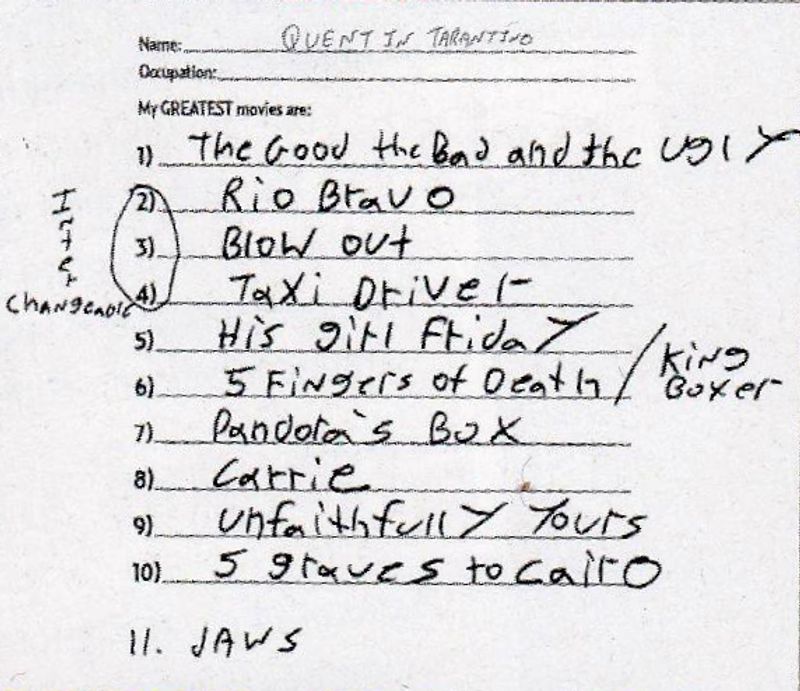 Name: QUENTIN TARANTINO
Occupation:
My GREATEST movies are:
1) The Good the Bad and the Ugly
2) Rio Bravo
3) Blow out
4) Taxi Driver
Inter
changeable
5) His girl Friday
6) 5 Fingers of Death / King
Boxer
7) Pandora's Box
8) Carrie
9) unfaithfully Yours
10) 5 graves to Cairo
11. JAWS